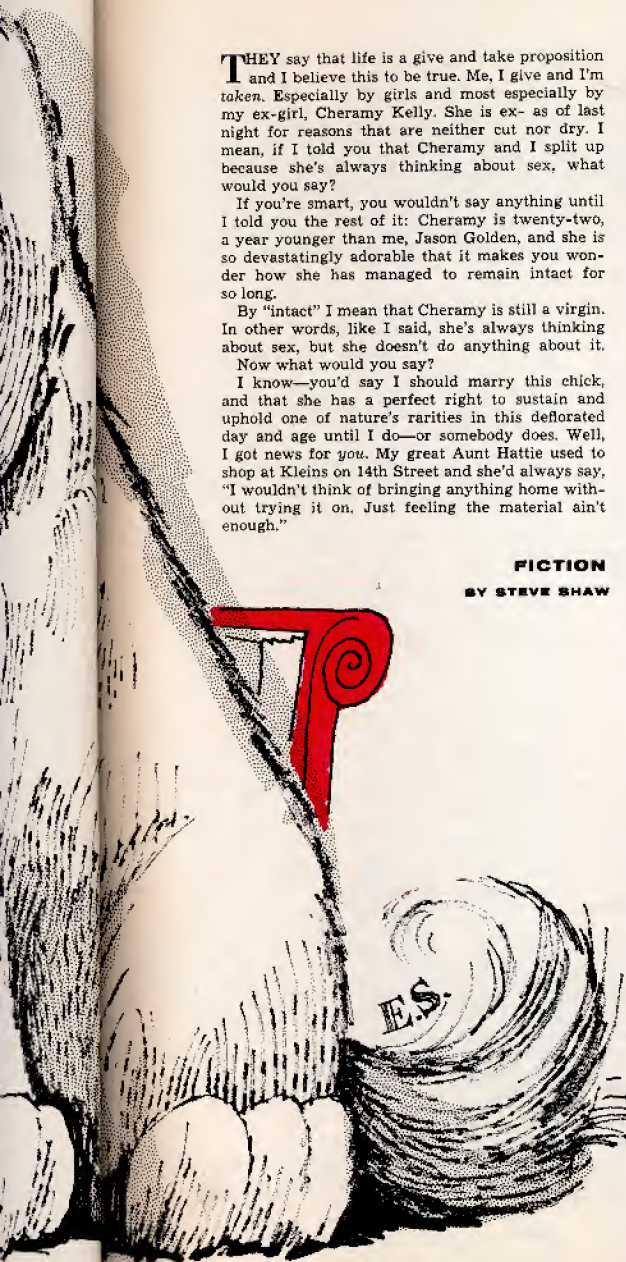 THEY say that life is a give and take proposition
and I believe this to be true. Me, I give and I'm
taken. Especially by girls and most especially by
my ex-girl, Cheramy Kelly. She is ex- as of last
night for reasons that are neither cut nor dry. I
mean, if I told you that Cheramy and I split up
because she's always thinking about sex, what
would you say?
If you're smart, you wouldn't say anything until
I told you the rest of it: Cheramy is twenty-two,
a year younger than me, Jason Golden, and she is
so devastatingly adorable that it makes you won-
der how she has managed to remain intact for
so long.
By "intact" I mean that Cheramy is still a virgin.
In other words, like I said, she's always thinking
about sex, but she doesn't do anything about it.
Now what would you say?
I know—you'd say I should marry this chick,
and that she has a perfect right to sustain and
uphold one of nature's rarities in this deflorated
day and age until I do—or somebody does. Well,
I got news for you. My great Aunt Hattie used to
shop at Kleins on 14th Street and she'd always say,
"I wouldn't think of bringing anything home with-
out trying it on. Just feeling the material ain't
enough."
FICTION
BY STEVE SHAW
E.S.